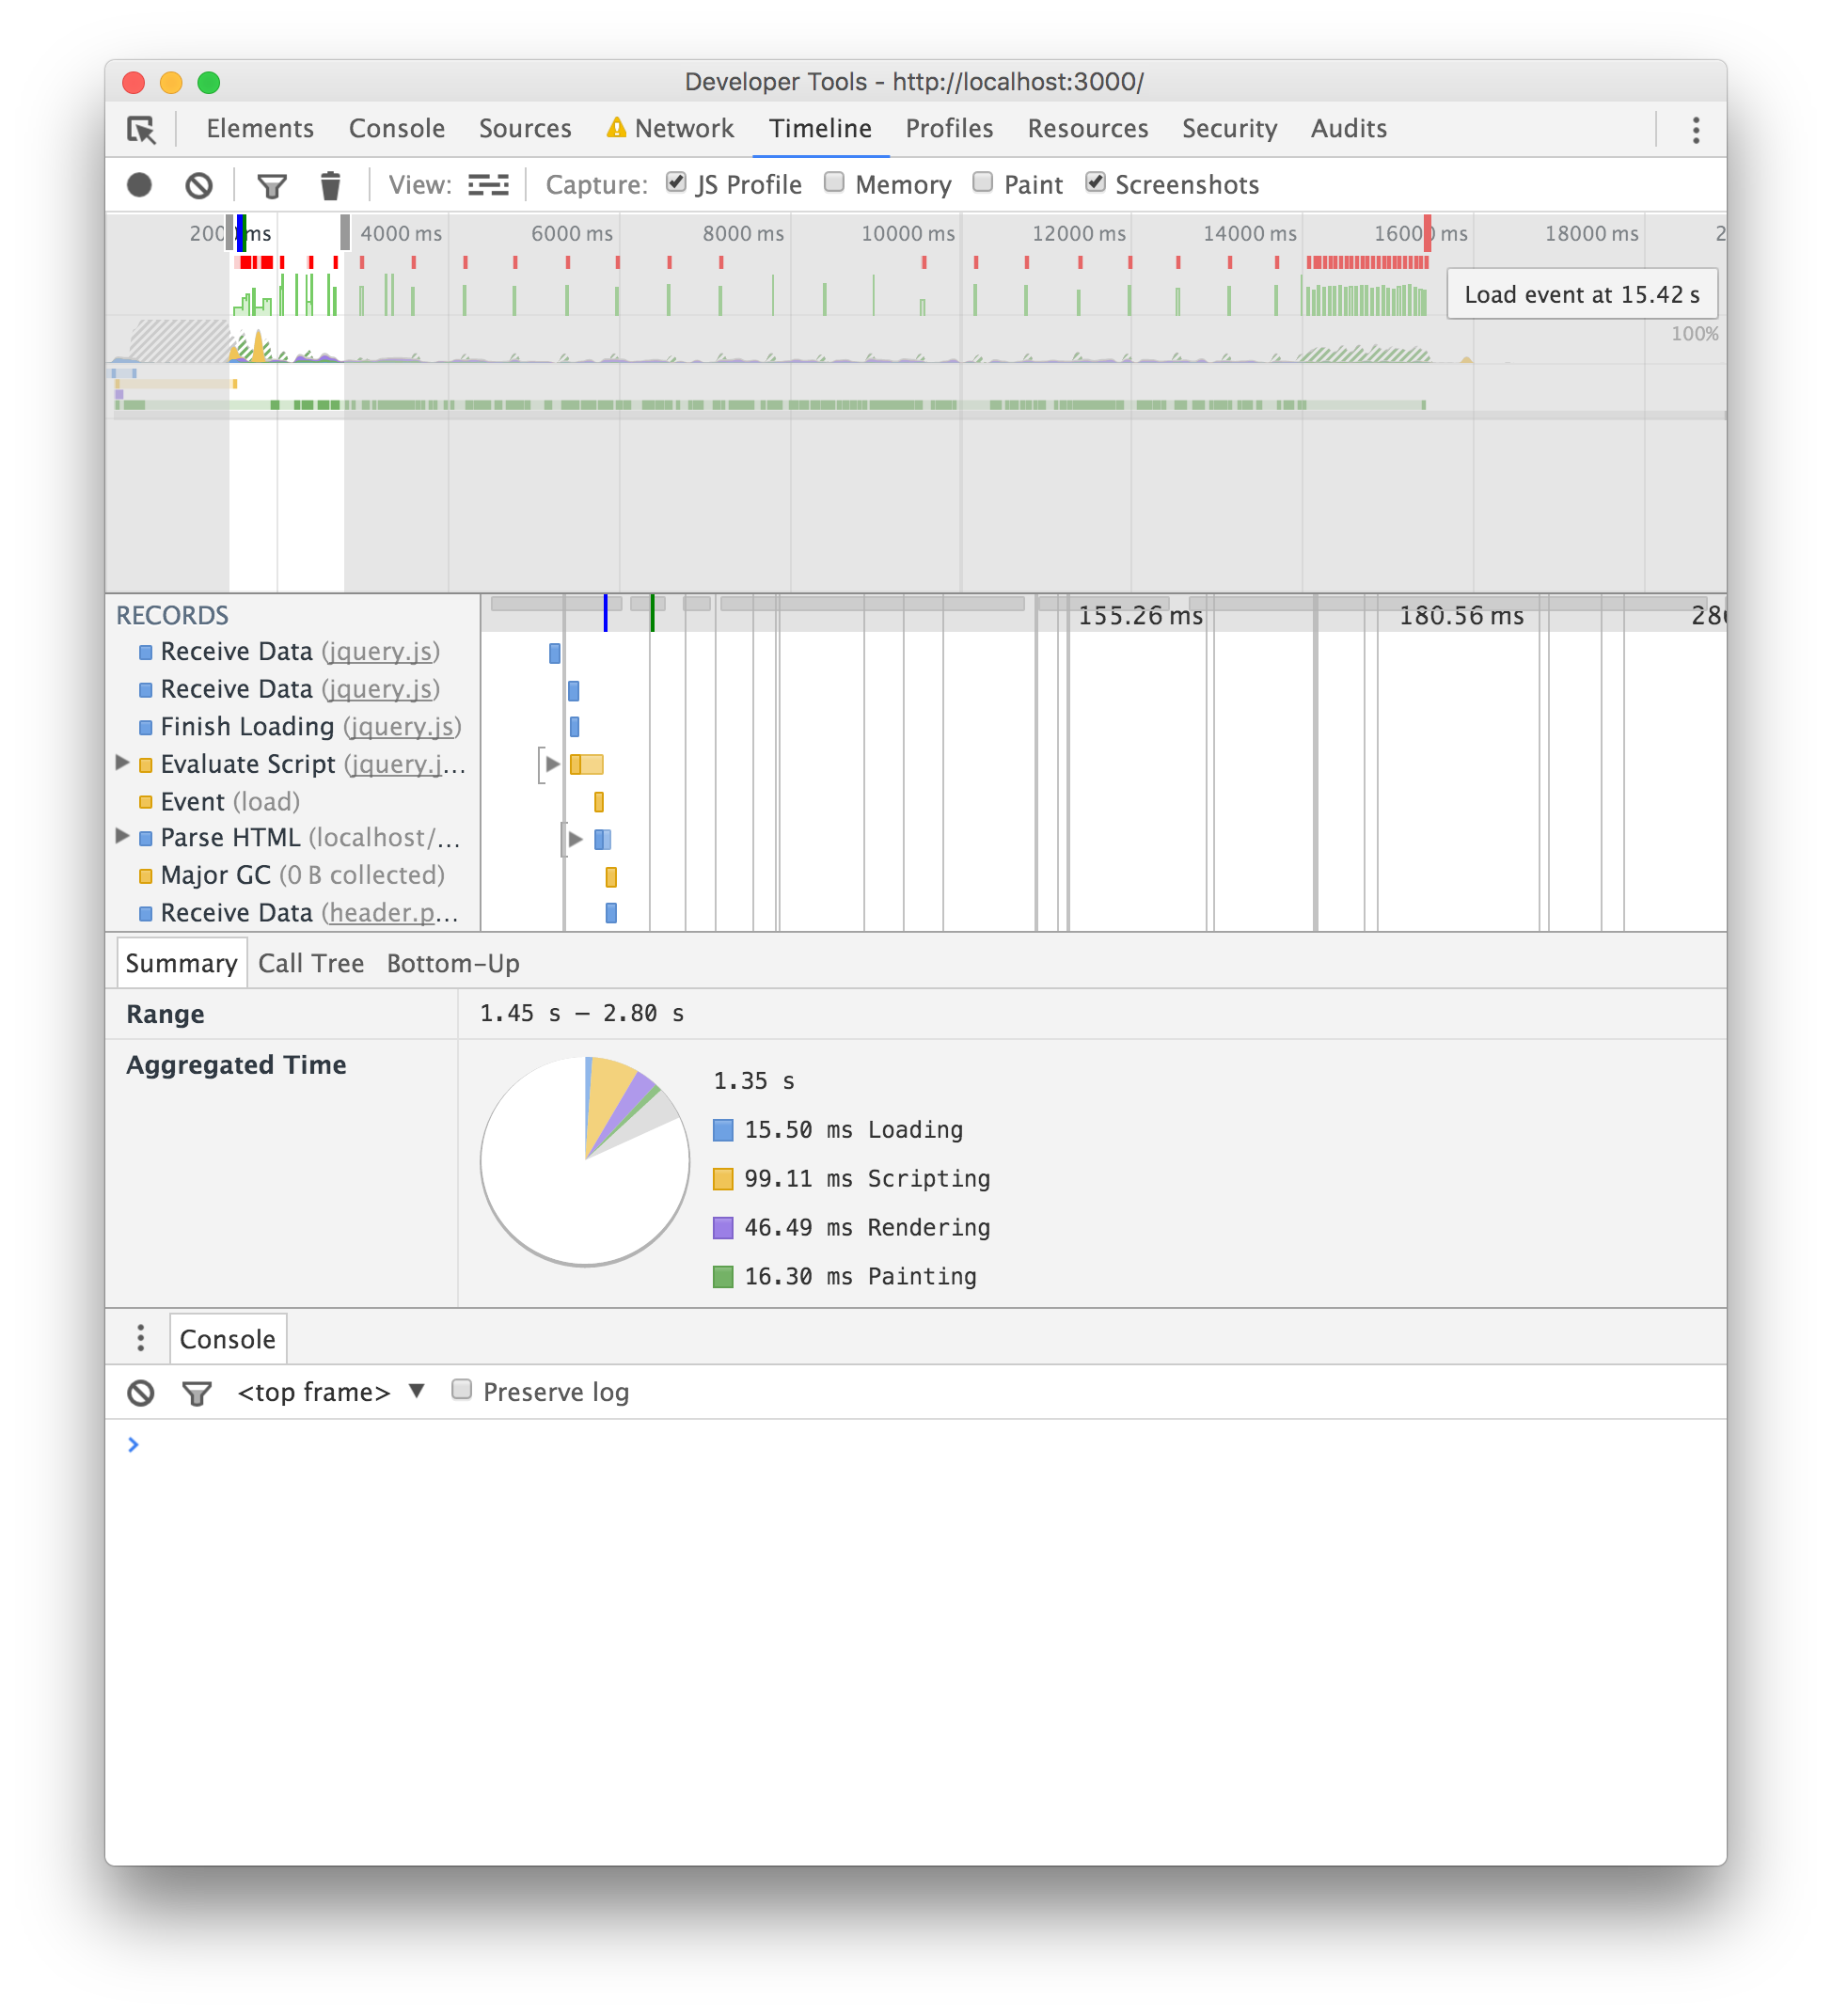 Developer Tools - http://localhost:3000/
Elements Console Sources Network Timeline Profiles Resources Security Audits
View: Capture: JS Profile Memory Paint Screenshots
4000 ms 6000 ms 8000 ms 10000 ms 12000 ms 14000 ms 16000 ms 18000 ms
Load event at 15.42 s
100%
RECORDS
155.26 ms 180.56 ms
Receive Data (jquery.js)
Receive Data (jquery.js)
Finish Loading (jquery.js)
Evaluate Script (jquery.j...
Event (load)
Parse HTML (localhost/...
Major GC (0 B collected)
Receive Data (header.p...
Summary Call Tree Bottom-Up
Range 1.45 s – 2.80 s
Aggregated Time
1.35 s
15.50 ms Loading
99.11 ms Scripting
46.49 ms Rendering
16.30 ms Painting
Console
<top frame> ▼ Preserve log